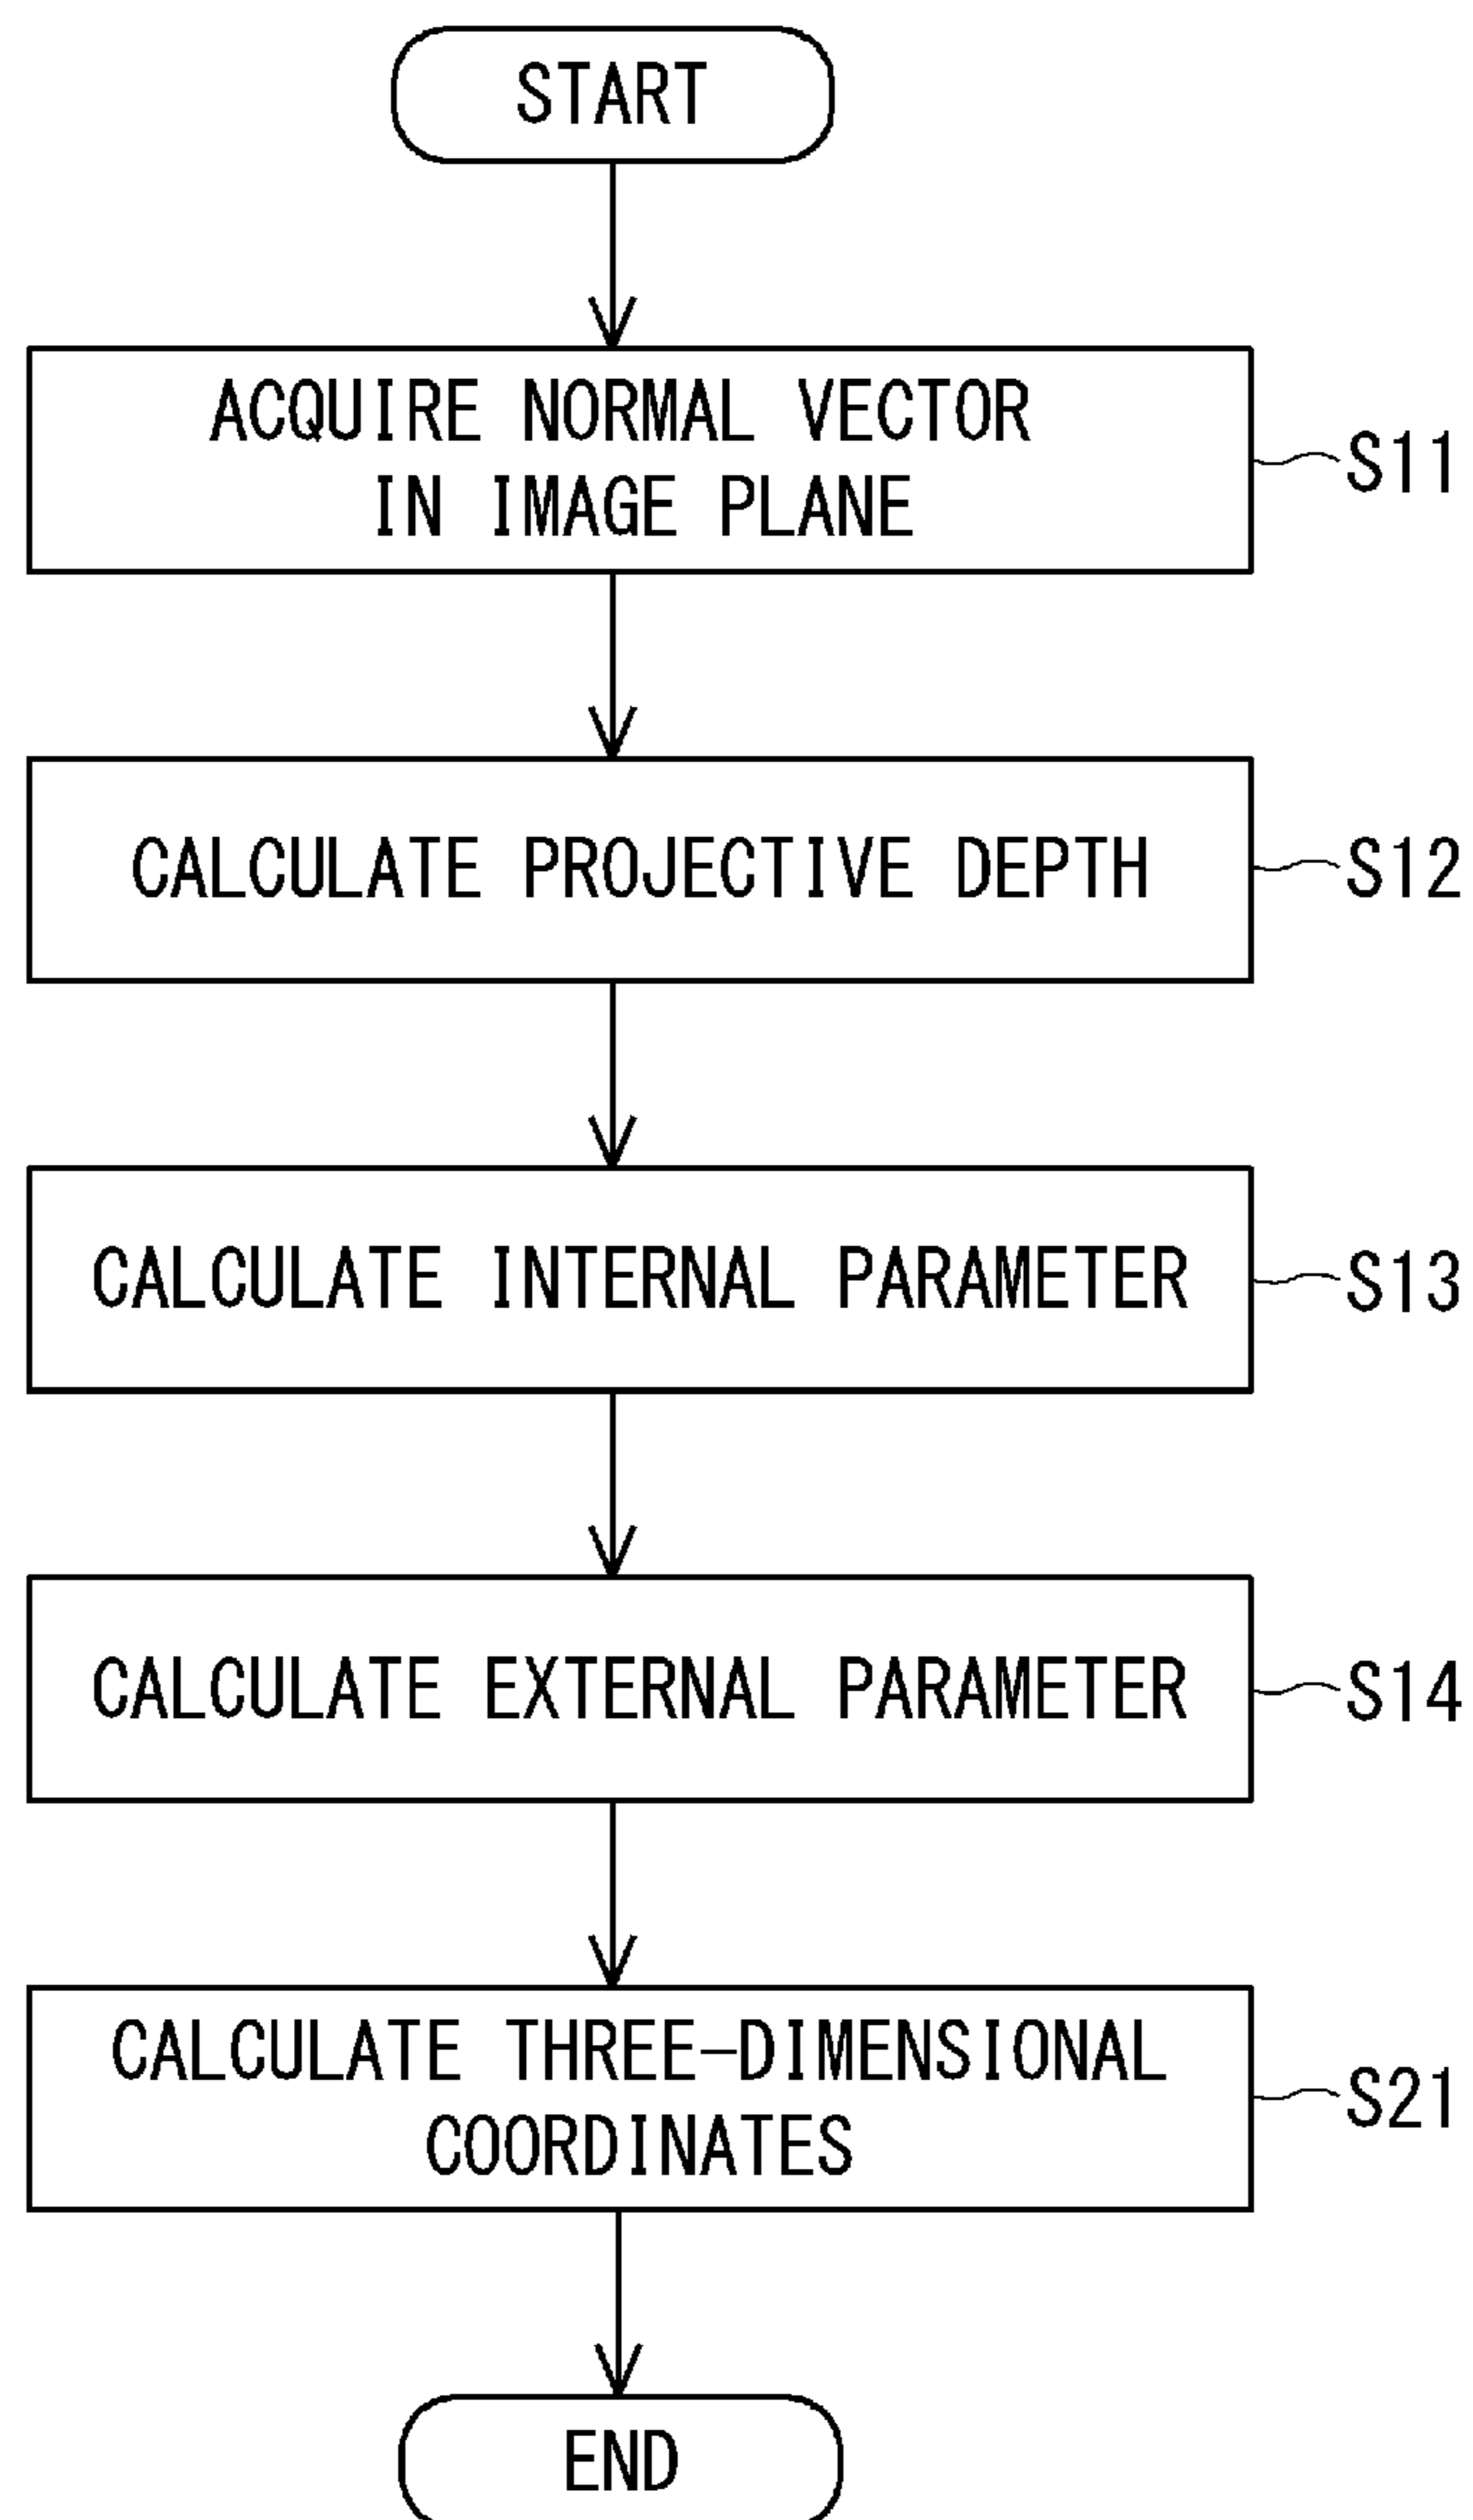 START
ACQUIRE NORMAL VECTOR
IN IMAGE PLANE
S11
CALCULATE PROJECTIVE DEPTH
S12
CALCULATE INTERNAL PARAMETER
S13
CALCULATE EXTERNAL PARAMETER
S14
CALCULATE THREE-DIMENSIONAL
COORDINATES
S21
END